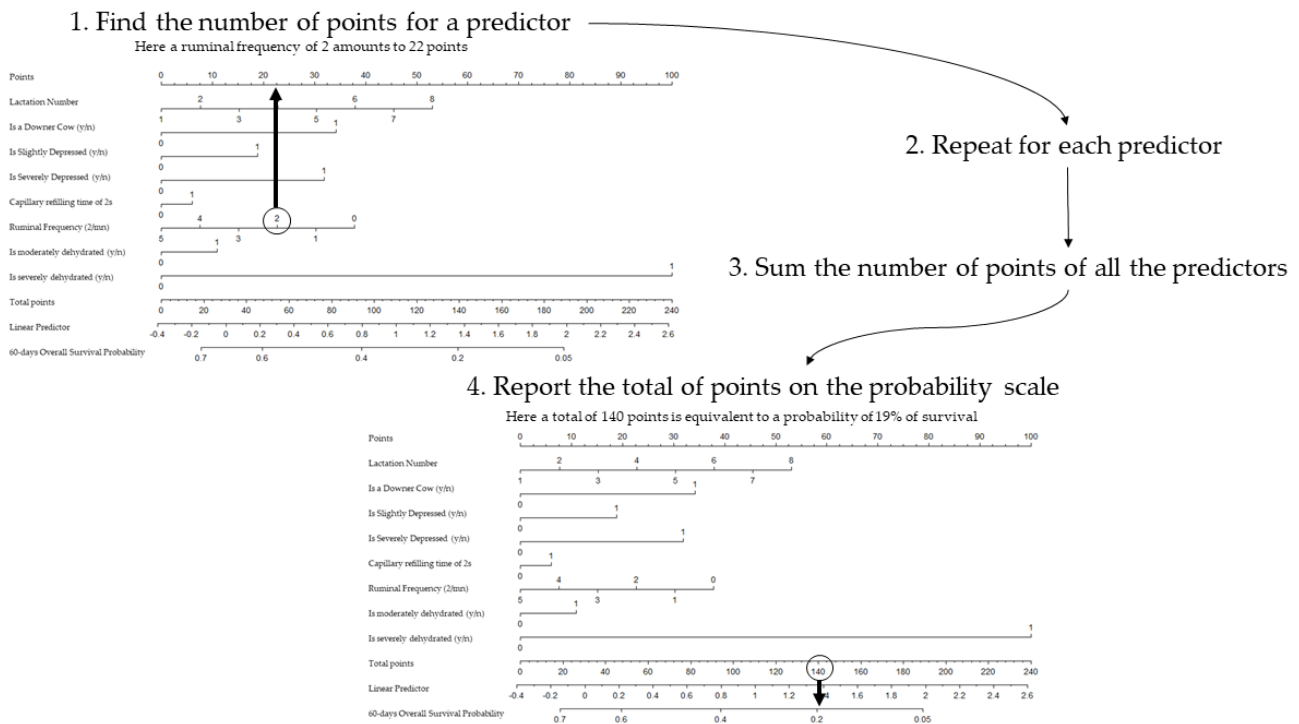 1. Find the number of points for a predictor
Here a ruminal frequency of 2 amounts to 22 points
Points 0 10 20 30 40 50 60 70 80 90 100
Lactation Number 2 6 8
1 3 5 7
Is a Downer Cow (y/n) 1
0
Is Slightly Depressed (y/n) 1
0
Is Severely Depressed (y/n) 1
0
Capillary refilling time of 2s 1
0
Ruminal Frequency (2/mn) 4 2 0
5 3 1
Is moderately dehydrated (y/n) 1
0
Is severely dehydrated (y/n) 1
0
Total points 0 20 40 60 80 100 120 140 160 180 200 220 240
Linear Predictor
-0.4 -0.2 0 0.2 0.4 0.6 0.8 1 1.2 1.4 1.6 1.8 2 2.2 2.4 2.6
60-days Overall Survival Probability
0.7 0.6 0.4 0.2 0.05
2. Repeat for each predictor
3. Sum the number of points of all the predictors
4. Report the total of points on the probability scale
Here a total of 140 points is equivalent to a probability of 19% of survival
Points 0 10 20 30 40 50 60 70 80 90 100
Lactation Number 2 4 6 8
1 3 5 7
Is a Downer Cow (y/n) 1
0
Is Slightly Depressed (y/n) 1
0
Is Severely Depressed (y/n) 1
0
Capillary refilling time of 2s 1
0
Ruminal Frequency (2/mn) 4 2 0
5 3 1
Is moderately dehydrated (y/n) 1
0
Is severely dehydrated (y/n) 1
0
Total points 0 20 40 60 80 100 120 140 160 180 200 220 240
Linear Predictor
-0.4 -0.2 0 0.2 0.4 0.6 0.8 1 1.2 1.6 1.8 2 2.2 2.4 2.6
60-days Overall Survival Probability
0.7 0.6 0.4 0.2 0.05